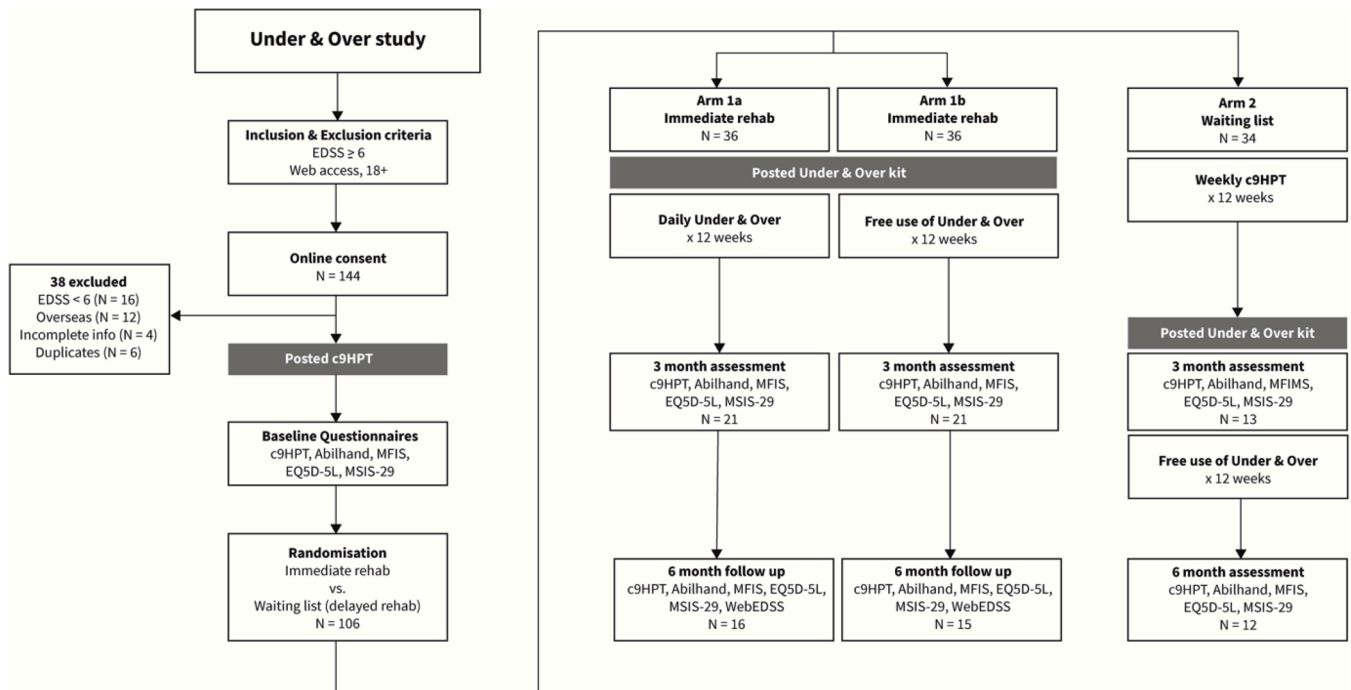 Under & Over study
Inclusion & Exclusion criteria
EDSS ≥ 6
Web access, 18+
Online consent
N = 144
38 excluded
EDSS < 6 (N = 16)
Overseas (N = 12)
Incomplete info (N = 4)
Duplicates (N = 6)
Posted c9HPT
Baseline Questionnaires
c9HPT, Abilhand, MFIS,
EQ5D-5L, MSIS-29
Randomisation
Immediate rehab
vs.
Waiting list (delayed rehab)
N = 106
Arm 1a
Immediate rehab
N = 36
Arm 1b
Immediate rehab
N = 36
Posted Under & Over kit
Daily Under & Over
x 12 weeks
Free use of Under & Over
x 12 weeks
3 month assessment
c9HPT, Abilhand, MFIS,
EQ5D-5L, MSIS-29
N = 21
3 month assessment
c9HPT, Abilhand, MFIS,
EQ5D-5L, MSIS-29
N = 21
6 month follow up
c9HPT, Abilhand, MFIS, EQ5D-5L,
MSIS-29, WebEDSS
N = 16
6 month follow up
c9HPT, Abilhand, MFIS, EQ5D-5L,
MSIS-29, WebEDSS
N = 15
Arm 2
Waiting list
N = 34
Weekly c9HPT
x 12 weeks
Posted Under & Over kit
3 month assessment
c9HPT, Abilhand, MFIMS,
EQ5D-5L, MSIS-29
N = 13
Free use of Under & Over
x 12 weeks
6 month assessment
c9HPT, Abilhand, MFIS,
EQ5D-5L, MSIS-29
N = 12